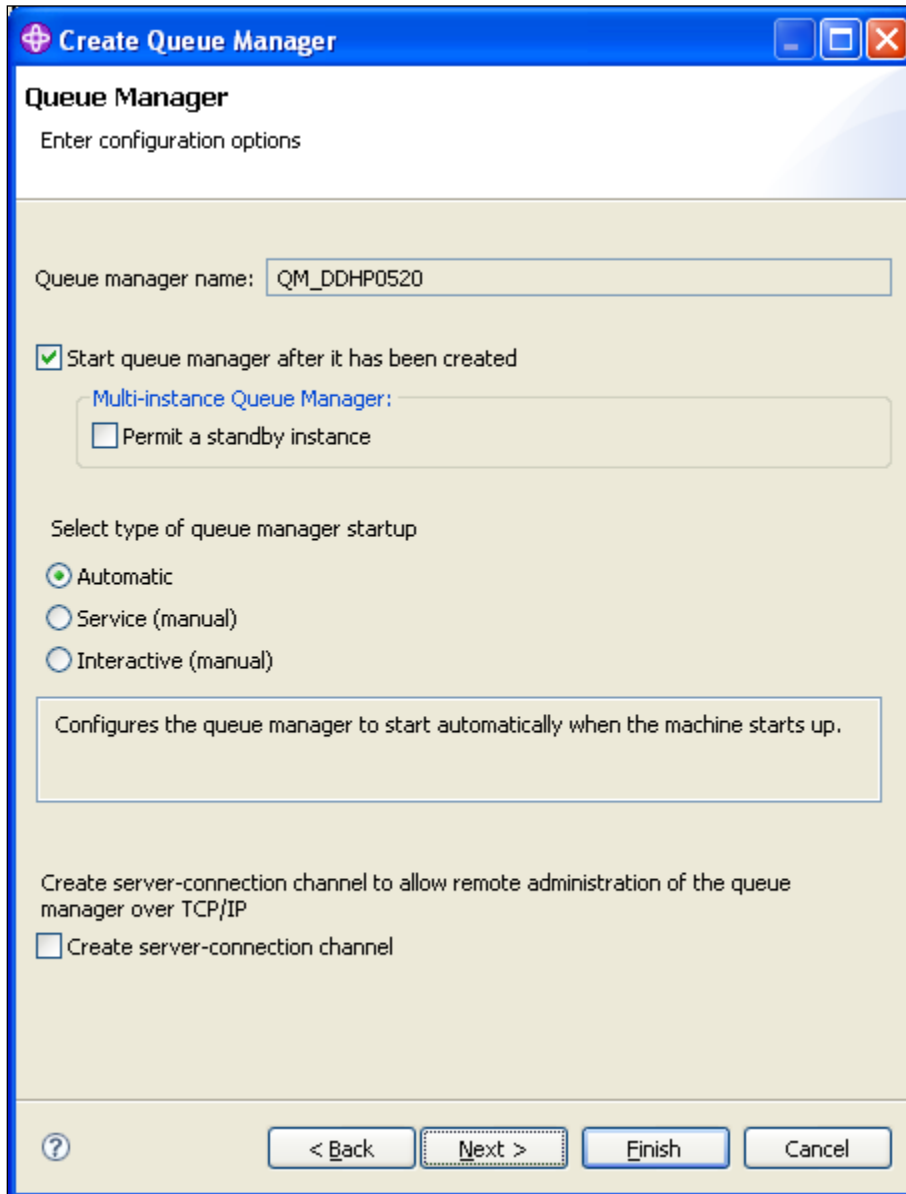 Create Queue Manager
Queue Manager
Enter configuration options
Queue manager name: QM_DDHP0520
Start queue manager after it has been created
Multi-instance Queue Manager:
Permit a standby instance
Select type of queue manager startup
Automatic
Service (manual)
Interactive (manual)
Configures the queue manager to start automatically when the machine starts up.
Create server-connection channel to allow remote administration of the queue
manager over TCP/IP
Create server-connection channel
? < Back Next > Finish Cancel